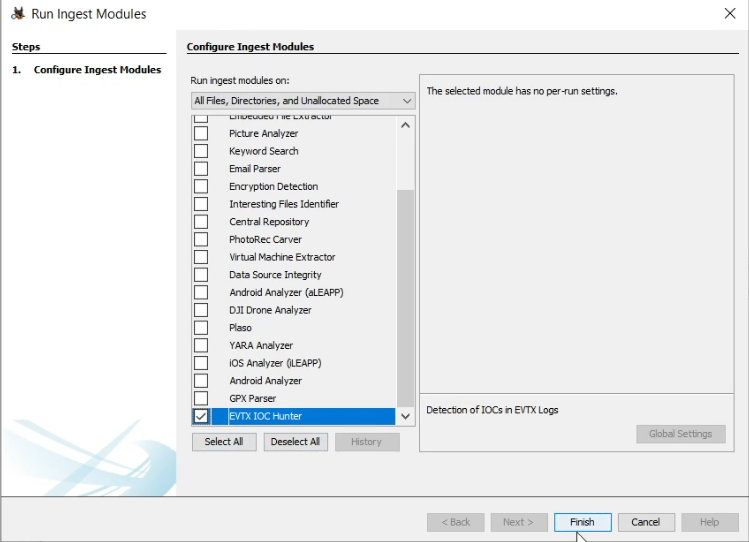 Run Ingest Modules
Steps
1. Configure Ingest Modules
Configure Ingest Modules
Run ingest modules on:
All Files, Directories, and Unallocated Space
Embedded File Extractor
Picture Analyzer
Keyword Search
Email Parser
Encryption Detection
Interesting Files Identifier
Central Repository
PhotoRec Carver
Virtual Machine Extractor
Data Source Integrity
Android Analyzer (aLEAPP)
DJI Drone Analyzer
Plaso
YARA Analyzer
iOS Analyzer (iLEAPP)
Android Analyzer
GPX Parser
EVTX IOC Hunter
Select All
Deselect All
History
The selected module has no per-run settings.
Detection of IOCs in EVTX Logs
Global Settings
< Back
Next >
Finish
Cancel
Help